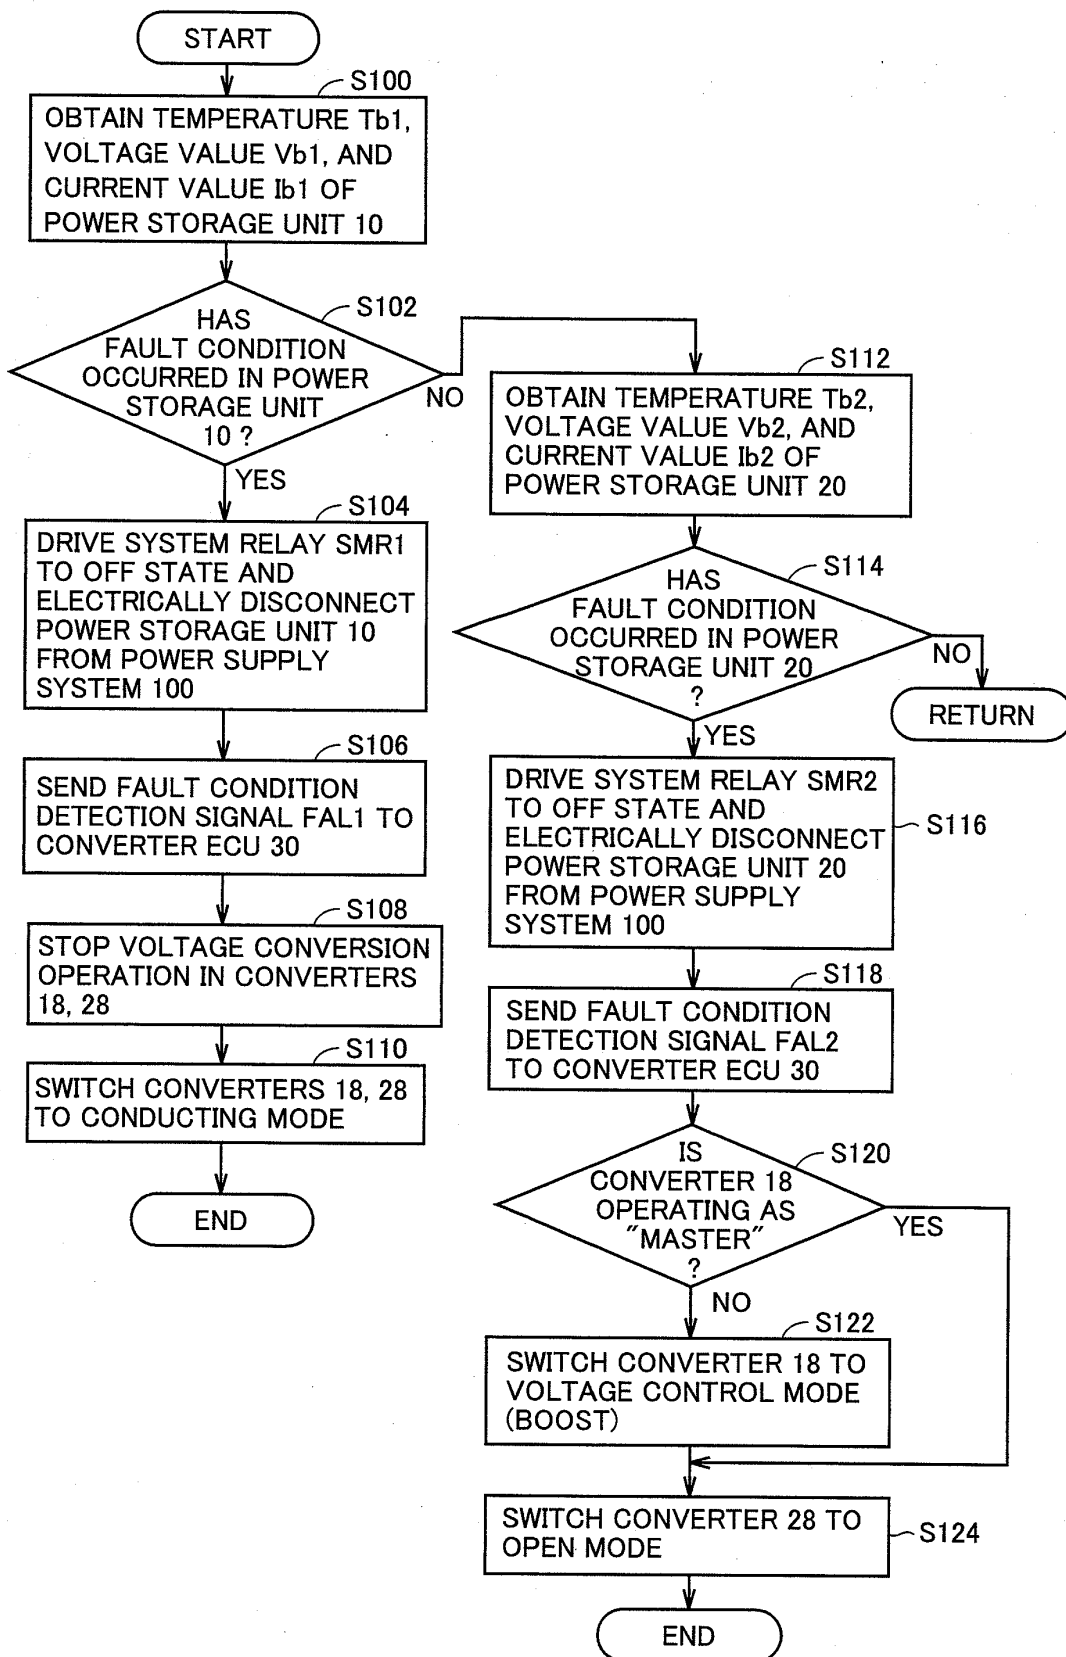 START
S100
OBTAIN TEMPERATURE Tb1,
VOLTAGE VALUE Vb1, AND
CURRENT VALUE Ib1 OF
POWER STORAGE UNIT 10
S102
HAS
FAULT CONDITION
OCCURRED IN POWER
STORAGE UNIT
10 ?
NO
YES
S104
DRIVE SYSTEM RELAY SMR1
TO OFF STATE AND
ELECTRICALLY DISCONNECT
POWER STORAGE UNIT 10
FROM POWER SUPPLY
SYSTEM 100
S106
SEND FAULT CONDITION
DETECTION SIGNAL FAL1 TO
CONVERTER ECU 30
S108
STOP VOLTAGE CONVERSION
OPERATION IN CONVERTERS
18, 28
S110
SWITCH CONVERTERS 18, 28
TO CONDUCTING MODE
END
S112
OBTAIN TEMPERATURE Tb2,
VOLTAGE VALUE Vb2, AND
CURRENT VALUE Ib2 OF
POWER STORAGE UNIT 20
S114
HAS
FAULT CONDITION
OCCURRED IN POWER
STORAGE UNIT 20
?
NO
RETURN
YES
S116
DRIVE SYSTEM RELAY SMR2
TO OFF STATE AND
ELECTRICALLY DISCONNECT
POWER STORAGE UNIT 20
FROM POWER SUPPLY
SYSTEM 100
S118
SEND FAULT CONDITION
DETECTION SIGNAL FAL2
TO CONVERTER ECU 30
S120
IS
CONVERTER 18
OPERATING AS
"MASTER"
?
YES
NO
S122
SWITCH CONVERTER 18 TO
VOLTAGE CONTROL MODE
(BOOST)
S124
SWITCH CONVERTER 28 TO
OPEN MODE
END